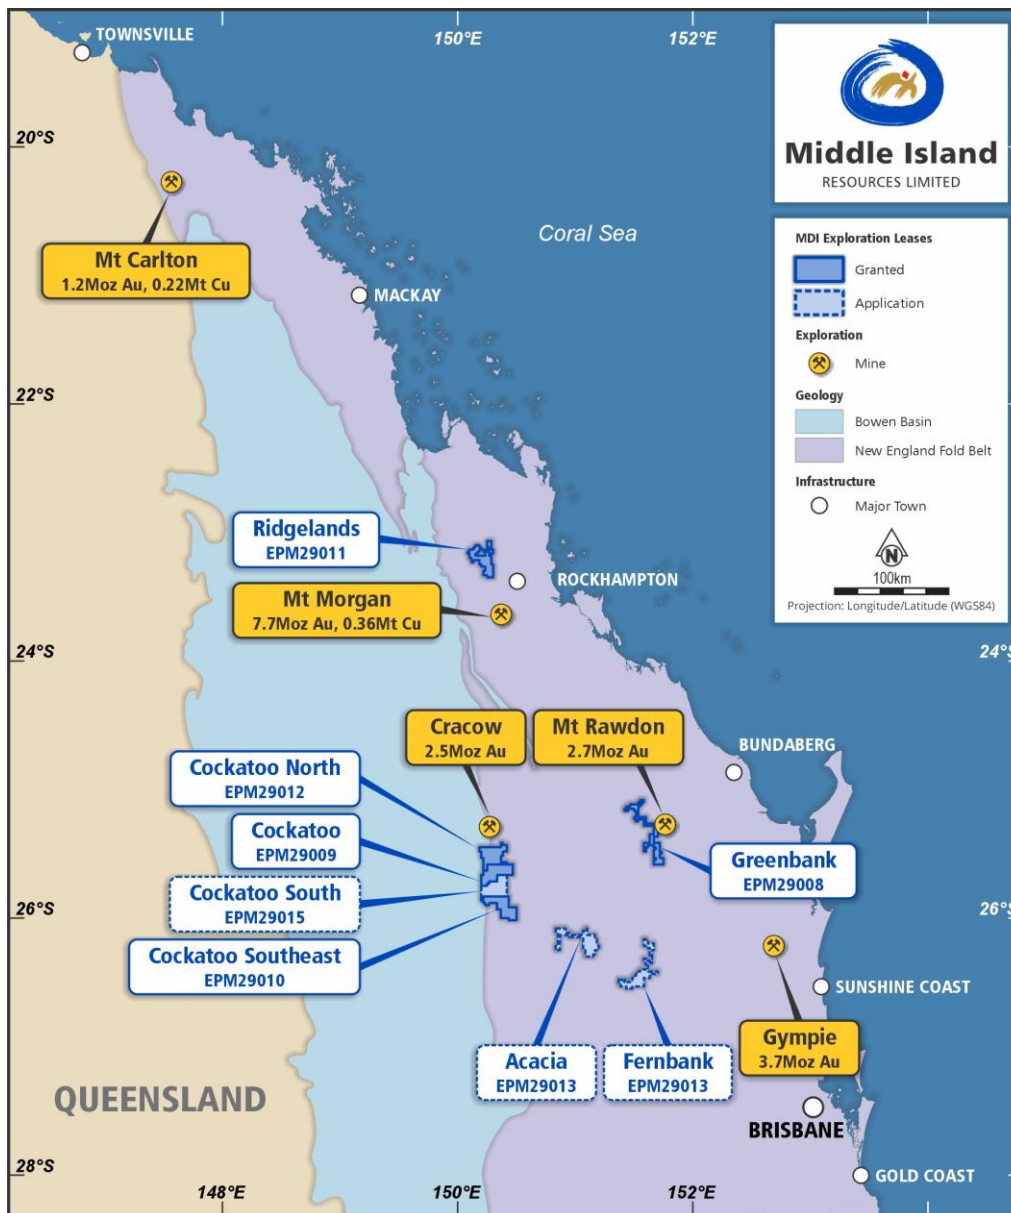 TOWNSVILLE
150°E
152°E
20°S
Mt Carlton
1.2Moz Au, 0.22Mt Cu
Coral Sea
MACKAY
22°S
Middle Island
RESOURCES LIMITED
MDI Exploration Leases
Granted
Application
Exploration
Mine
Geology
Bowen Basin
New England Fold Belt
Infrastructure
Major Town
N
100km
Projection: Longitude/Latitude (WGS84)
Ridgelands
EPM29011
ROCKHAMPTON
Mt Morgan
7.7Moz Au, 0.36Mt Cu
24°S
24°S
Cracow
2.5Moz Au
Mt Rawdon
2.7Moz Au
BUNDABERG
Cockatoo North
EPM29012
Cockatoo
EPM29009
Cockatoo South
EPM29015
Cockatoo Southeast
EPM29010
Greenbank
EPM29008
26°S
26°S
SUNSHINE COAST
Acacia
EPM29013
Fernbank
EPM29013
Gympie
3.7Moz Au
QUEENSLAND
BRISBANE
28°S
GOLD COAST
148°E
150°E
152°E